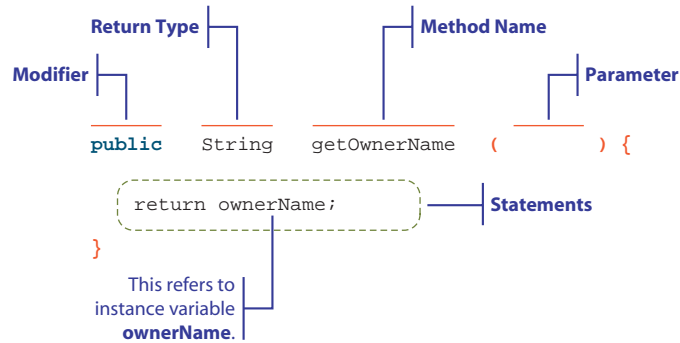 Return Type
Method Name
Modifier
Parameter
public String getOwnerName ( ) {
return ownerName;
Statements
}
This refers to
instance variable
ownerName.